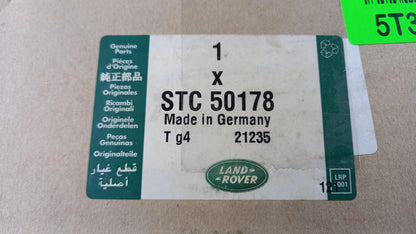 Genuine
Parts
Pièces
d'Origine
純正部品
Piezas
Originales
Ricambi
Originali
Originele
Onderdelen
Peças
Genuinas
Originalteile
قطع غيار
أصلية
1
x
STC 50178
Made in Germany
T g4 21235
LAND-
ROVER
LRP
001
5T3